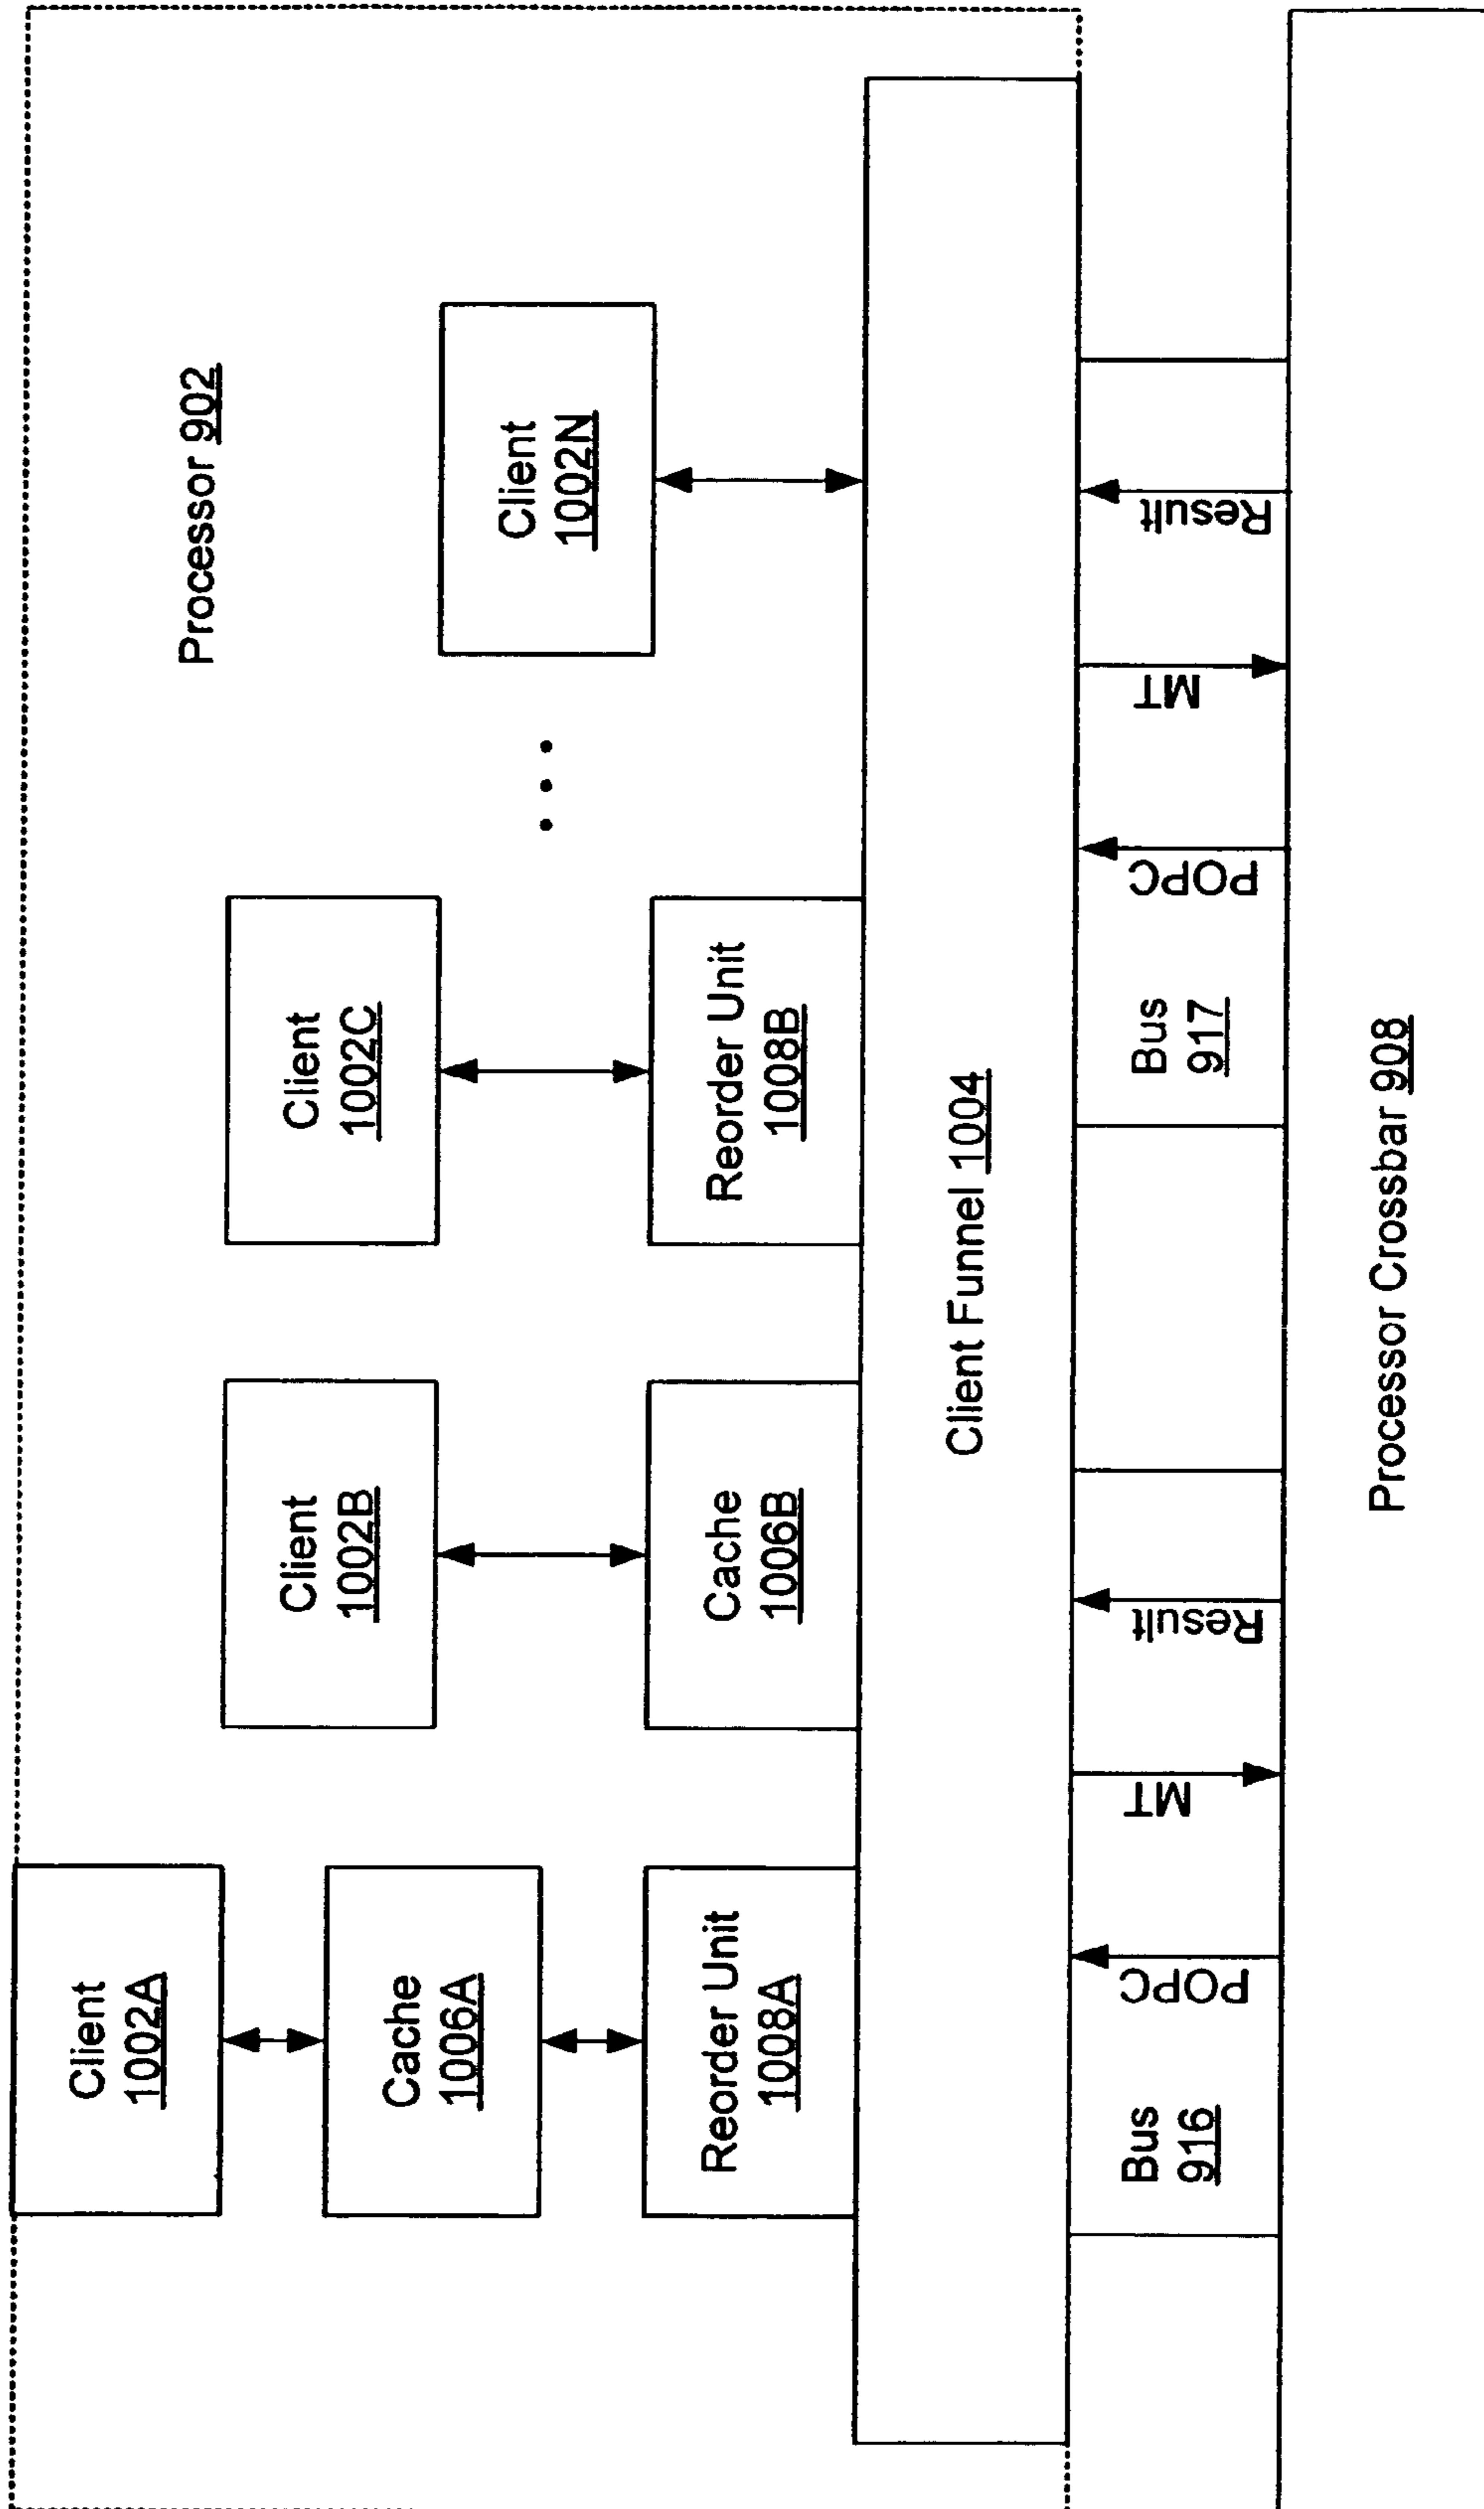 Processor 902
Client
1002A
Client
1002B
Client
1002C
Client
1002N
Cache
1006A
Reorder Unit
1008A
Cache
1006B
Reorder Unit
1008B
Client Funnel 1004
Bus
916
POPC
MT
Result
Bus
917
POPC
MT
Result
Processor Crossbar 908